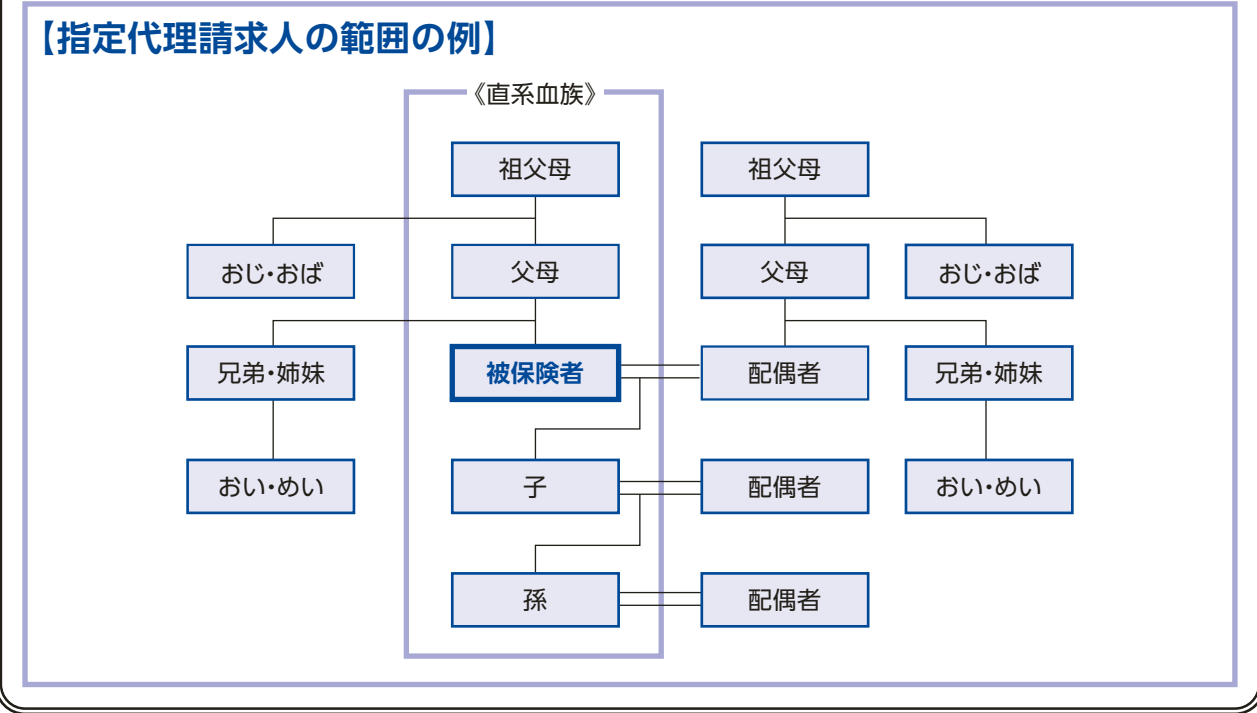 【指定代理請求人の範囲の例】
《直系血族》
祖父母 祖父母
おじ・おば 父母 父母 おじ・おば
兄弟・姉妹 被保険者 配偶者 兄弟・姉妹
おい・めい 子 配偶者 おい・めい
孫 配偶者